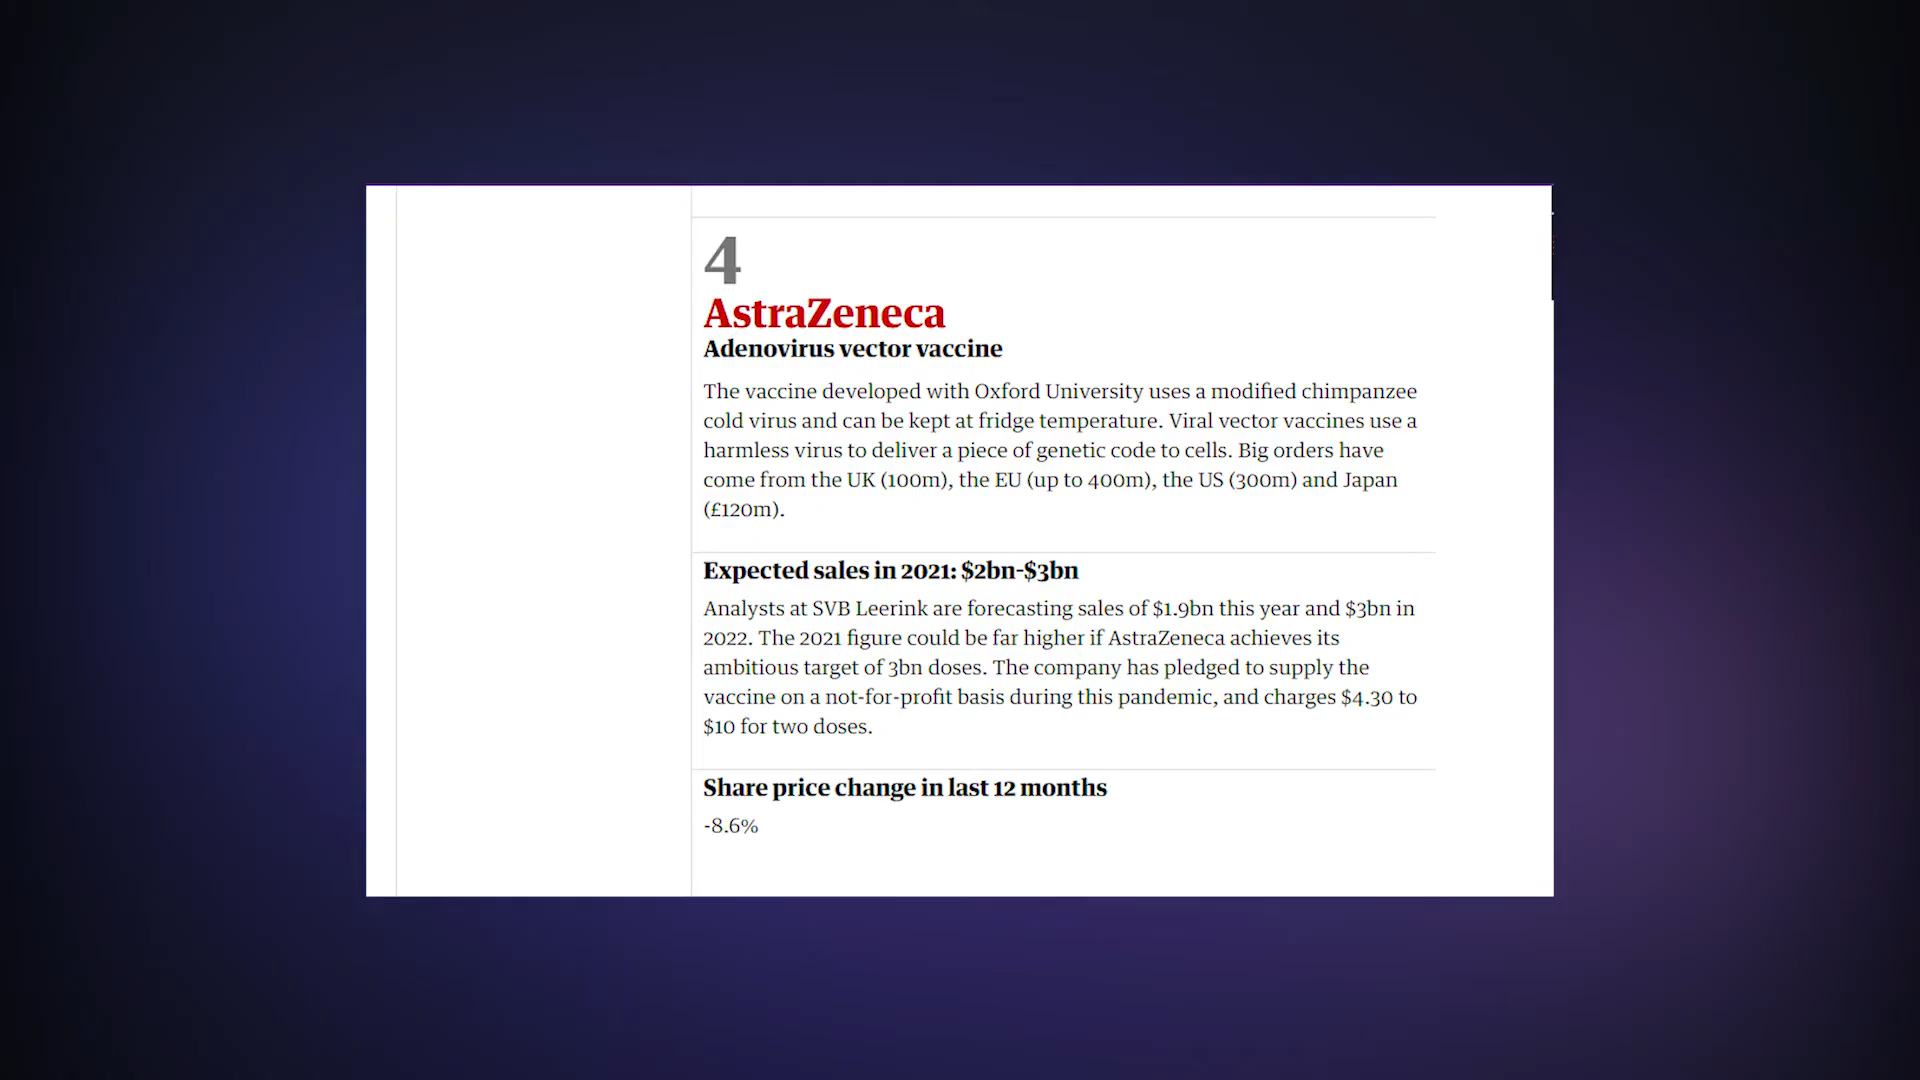 4
AstraZeneca
Adenovirus vector vaccine
The vaccine developed with Oxford University uses a modified chimpanzee
cold virus and can be kept at fridge temperature. Viral vector vaccines use a
harmless virus to deliver a piece of genetic code to cells. Big orders have
come from the UK (100m), the EU (up to 400m), the US (300m) and Japan
(£120m).
Expected sales in 2021: $2bn-$3bn
Analysts at SVB Leerink are forecasting sales of $1.9bn this year and $3bn in
2022. The 2021 figure could be far higher if AstraZeneca achieves its
ambitious target of 3bn doses. The company has pledged to supply the
vaccine on a not-for-profit basis during this pandemic, and charges $4.30 to
$10 for two doses.
Share price change in last 12 months
-8.6%